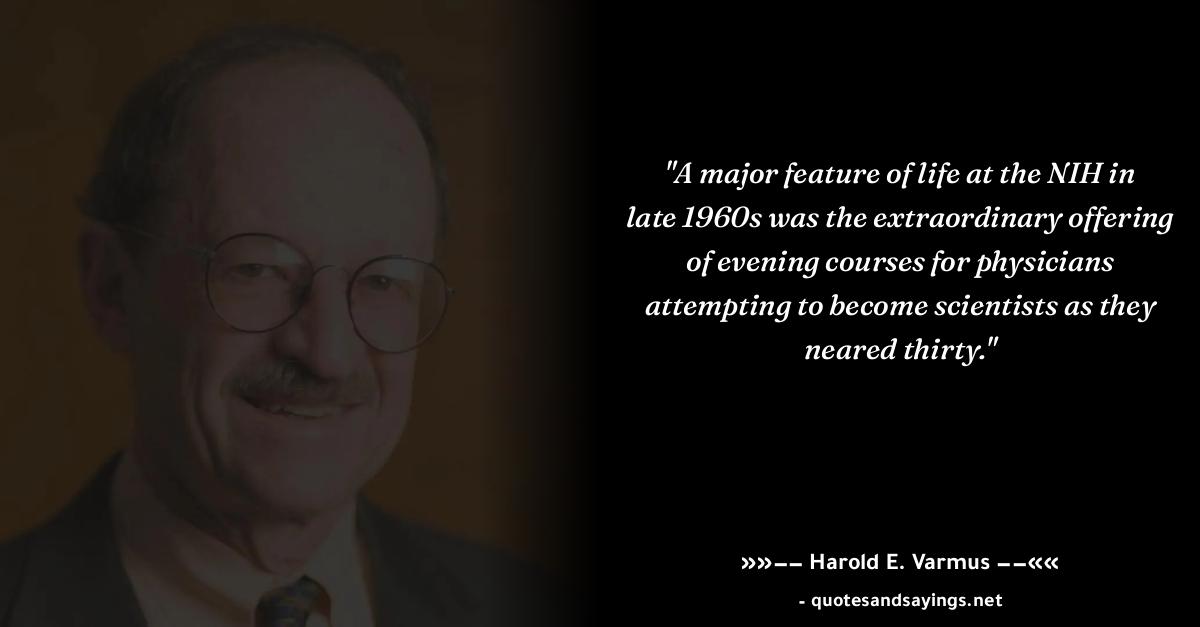 "A major feature of life at the NIH in
late 1960s was the extraordinary offering
of evening courses for physicians
attempting to become scientists as they
neared thirty."
»»−− Harold E. Varmus −−««
- quotesandsayings.net